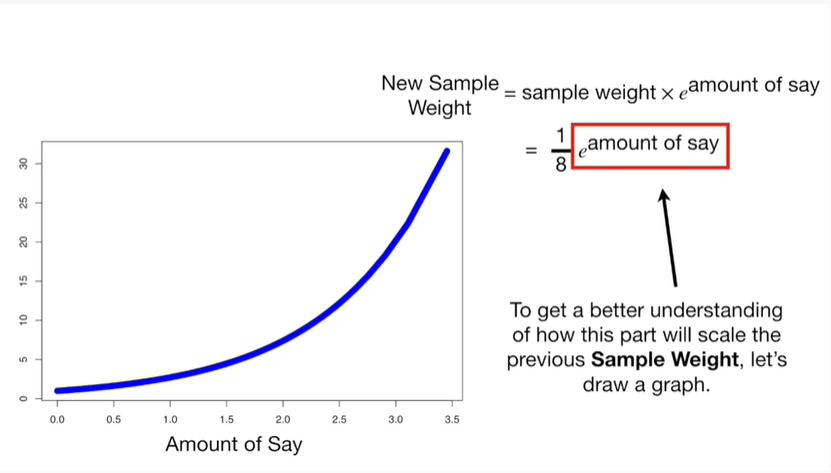 New Sample
Weight
= sample weight × e^amount of say
= 1/8 e^amount of say
30
25
20
15
10
5
0
0.0 0.5 1.0 1.5 2.0 2.5 3.0 3.5
Amount of Say
To get a better understanding
of how this part will scale the
previous Sample Weight, let's
draw a graph.